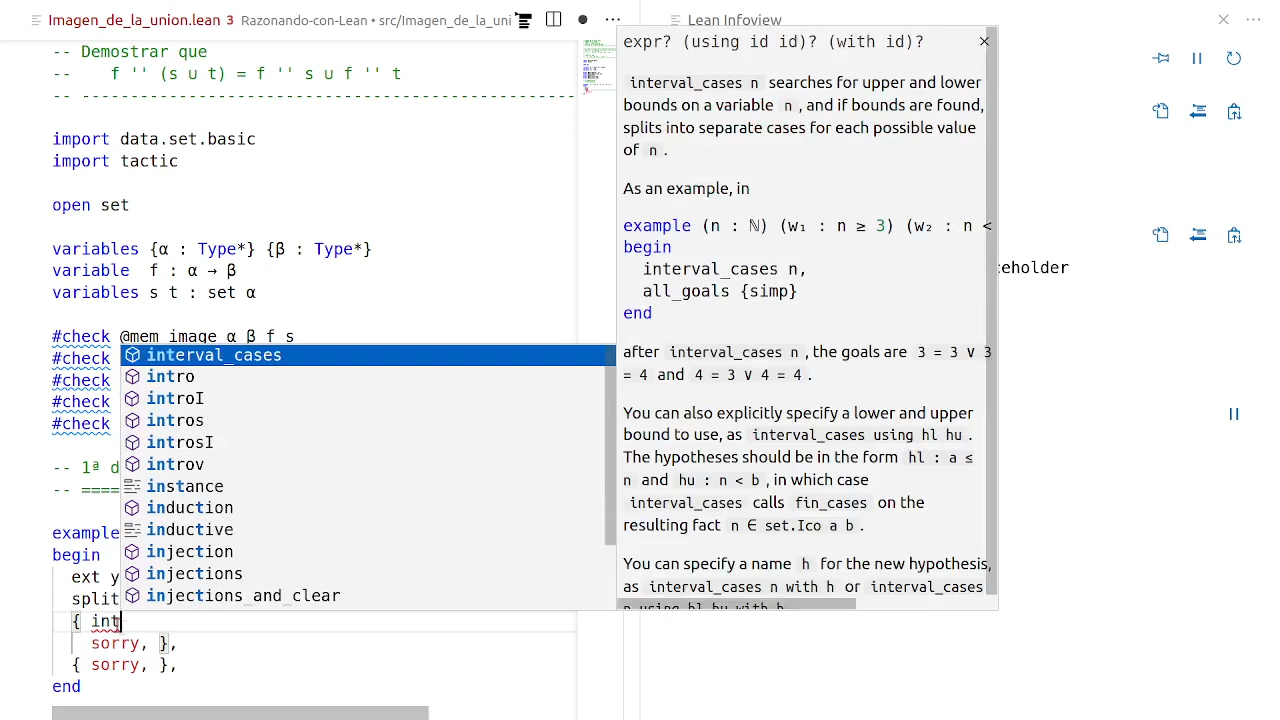 Imagen_de_la_union.lean 3 Razonando-con-Lean • src/Imagen_de_la_uni
Lean Infoview
-- Demostrar que
--    f '' (s ∪ t) = f '' s ∪ f '' t
-- ---------------------------------------------------
import data.set.basic
import tactic
open set
variables {α : Type*} {β : Type*}
variable  f : α → β
variables s t : set α
#check @mem_image α β f s
#check
#check
#check
#check
-- 1ª d
-- ====
example
begin
ext y
split
{ int
sorry, },
{ sorry, },
end
interval_cases
intro
introI
intros
introsI
introv
instance
induction
inductive
injection
injections
injections_and_clear
expr? (using id id)? (with id)?
interval_cases n searches for upper and lower
bounds on a variable n , and if bounds are found,
splits into separate cases for each possible value
of n .
As an example, in
example (n : ℕ) (w₁ : n ≥ 3) (w₂ : n <
begin
interval_cases n,
all_goals {simp}
end
after interval_cases n , the goals are 3 = 3 ∨ 3
= 4 and 4 = 3 ∨ 4 = 4 .
You can also explicitly specify a lower and upper
bound to use, as interval_cases using hl hu .
The hypotheses should be in the form hl : a ≤
n and hu : n < b , in which case
interval_cases calls fin_cases on the
resulting fact n ∈ set.Ico a b .
You can specify a name h for the new hypothesis,
as interval_cases n with h or interval_cases
n using hl hu with h
eholder